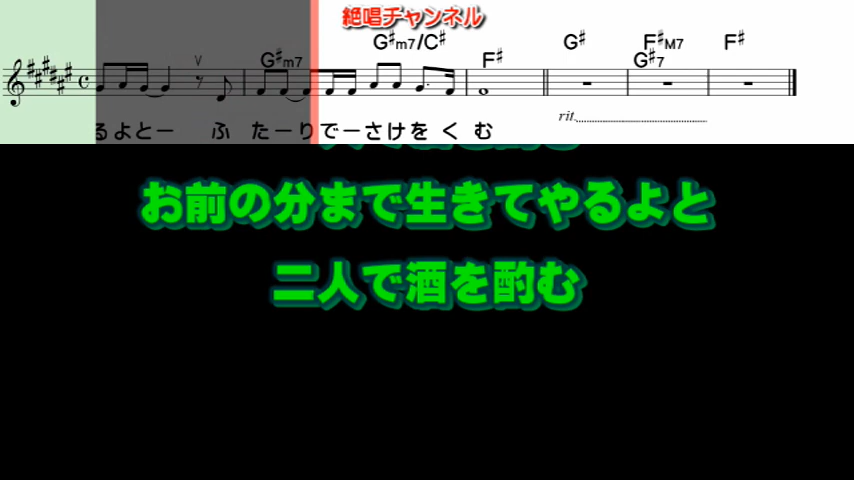 絶唱チャンネル
G♯m7 G♯m7/C♯ F♯ G♯ F♯M7 F♯
G♯7
rit.
るよとー ふ たーりでーさけを く む
お前の分まで生きてやるよと
二人で酒を酌む